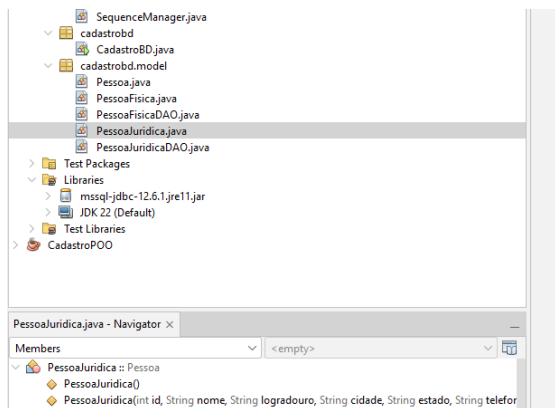 SequenceManager.java
cadastrobd
CadastroBD.java
cadastrobd.model
Pessoa.java
PessoaFisica.java
PessoaFisicaDAO.java
PessoaJuridica.java
PessoaJuridicaDAO.java
Test Packages
Libraries
mssql-jdbc-12.6.1.jre11.jar
JDK 22 (Default)
Test Libraries
CadastroPOO
PessoaJuridica.java - Navigator ×
Members <empty>
PessoaJuridica :: Pessoa
PessoaJuridica()
PessoaJuridica(int id, String nome, String logradouro, String cidade, String estado, String telefor